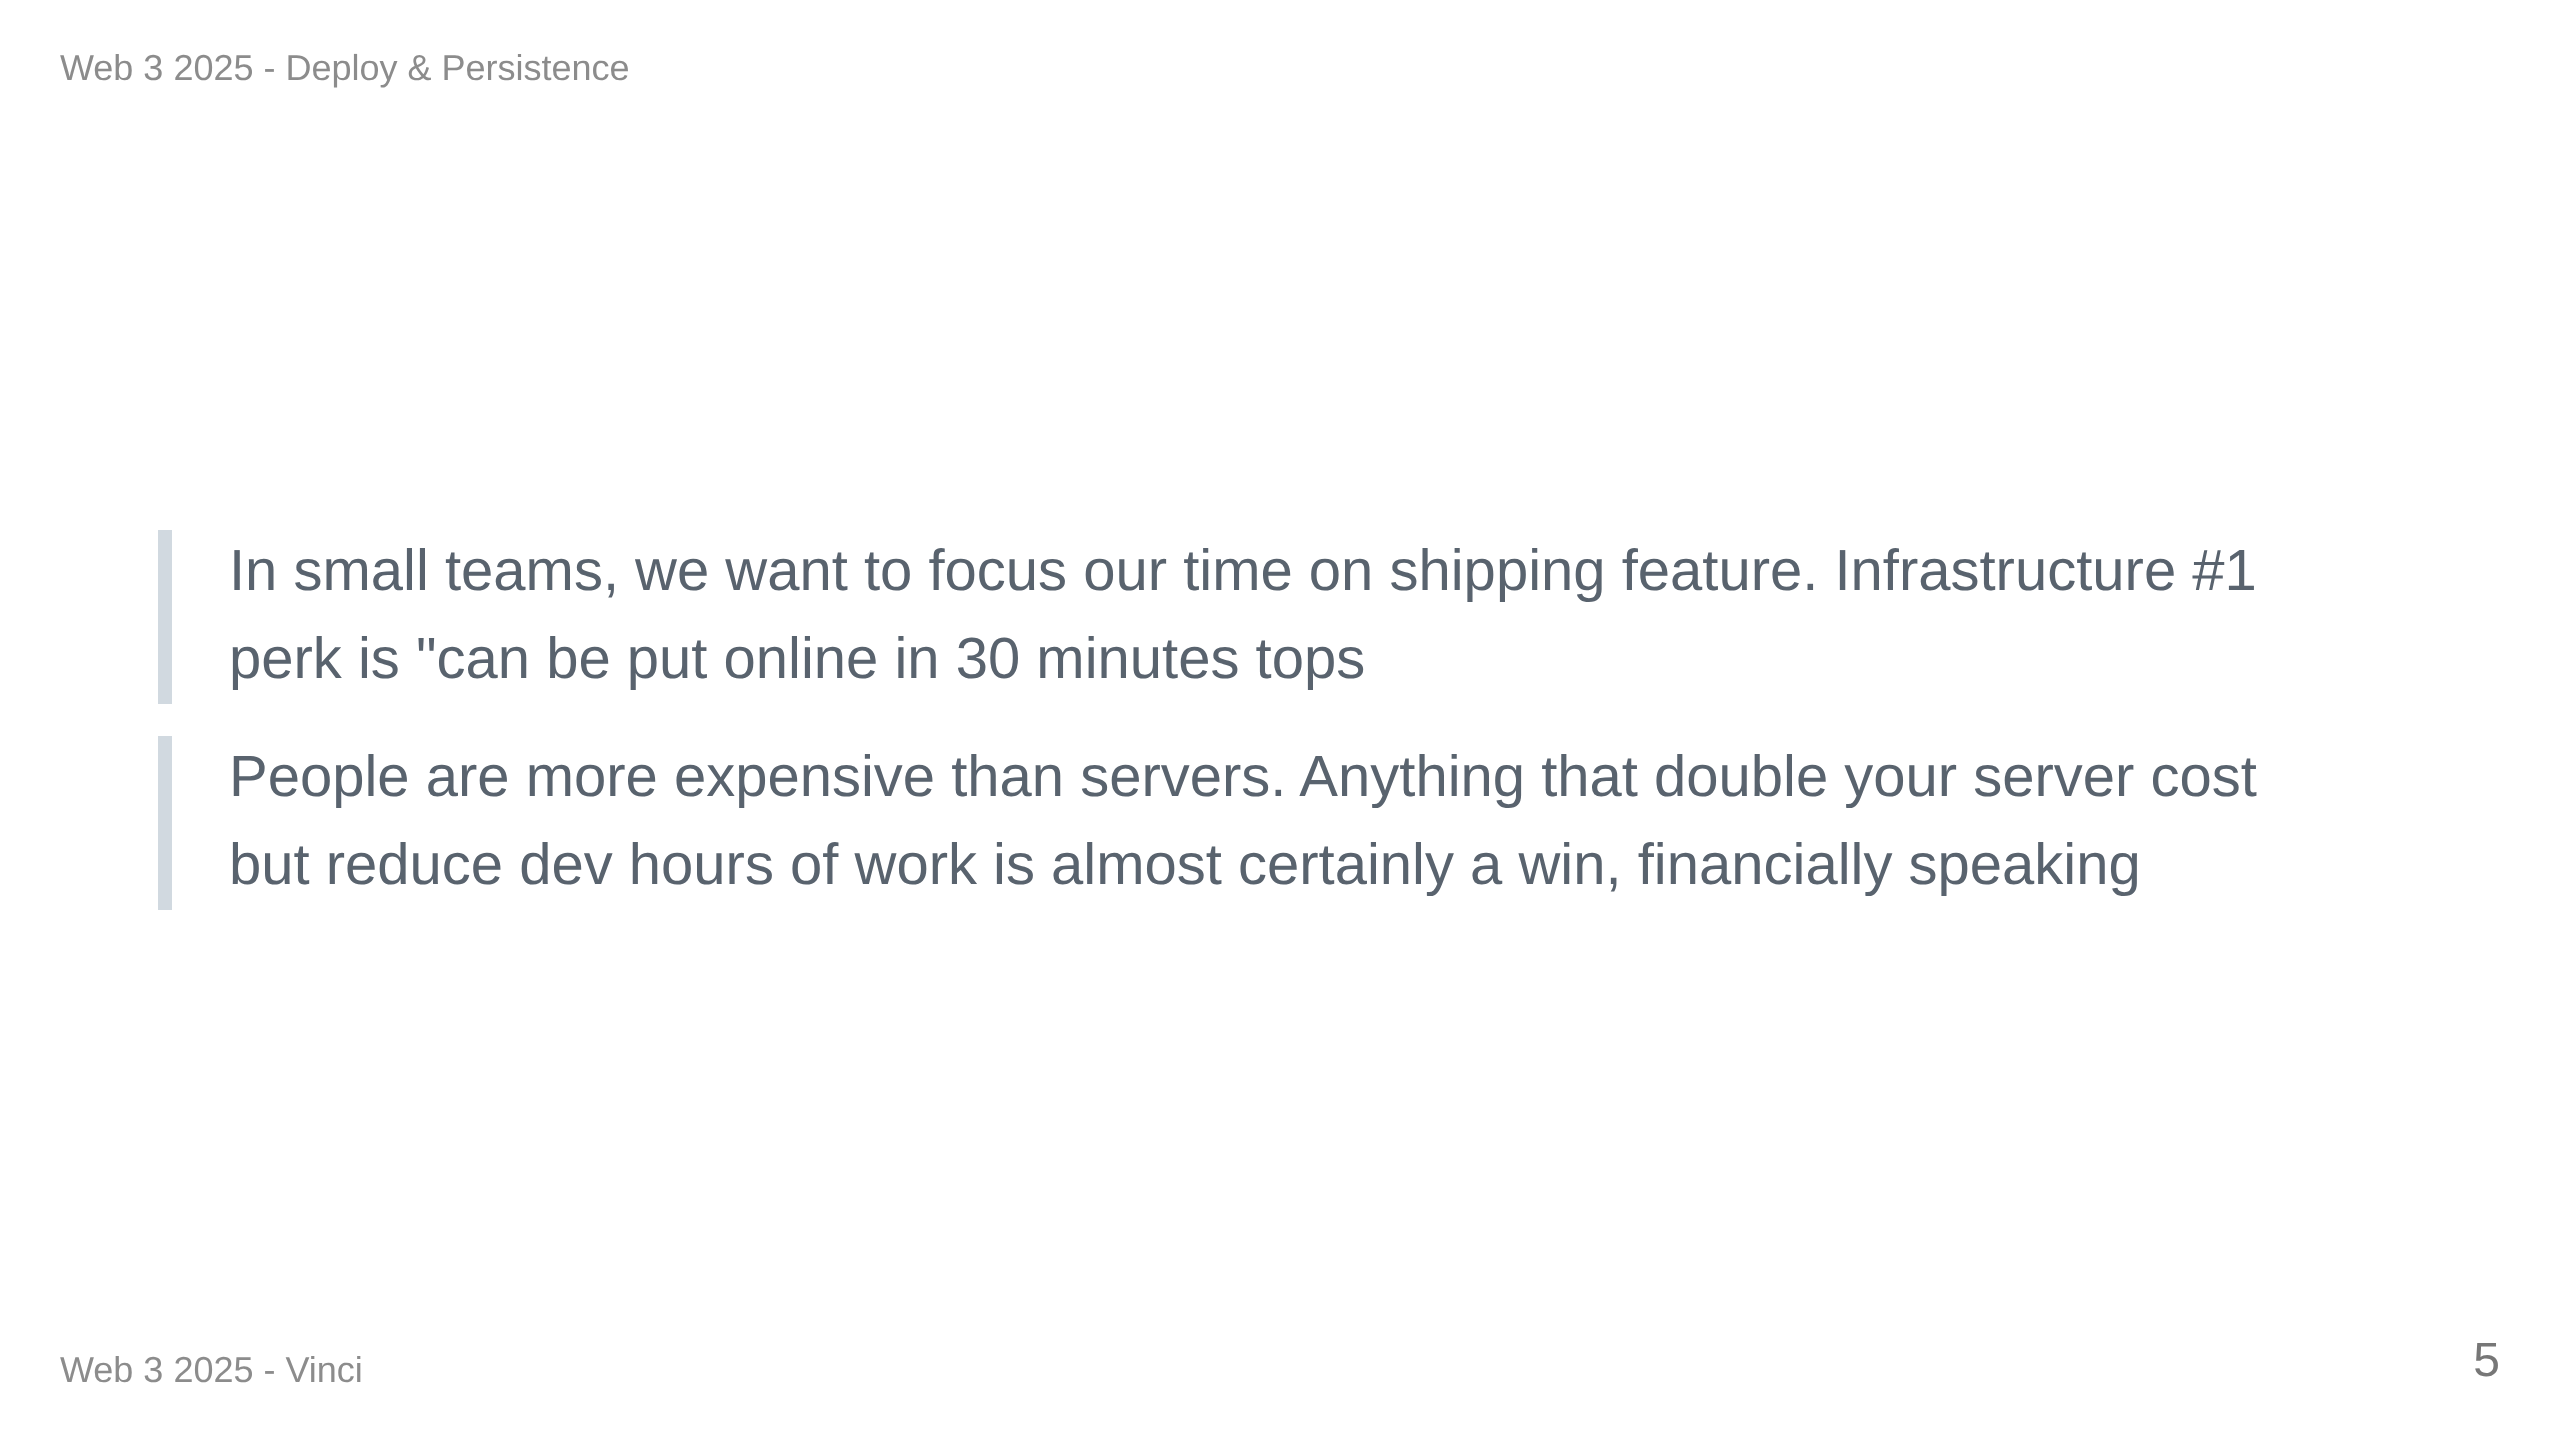 Web 3 2025 - Deploy & Persistence
In small teams, we want to focus our time on shipping feature. Infrastructure #1
perk is "can be put online in 30 minutes tops
People are more expensive than servers. Anything that double your server cost
but reduce dev hours of work is almost certainly a win, financially speaking
Web 3 2025 - Vinci
5